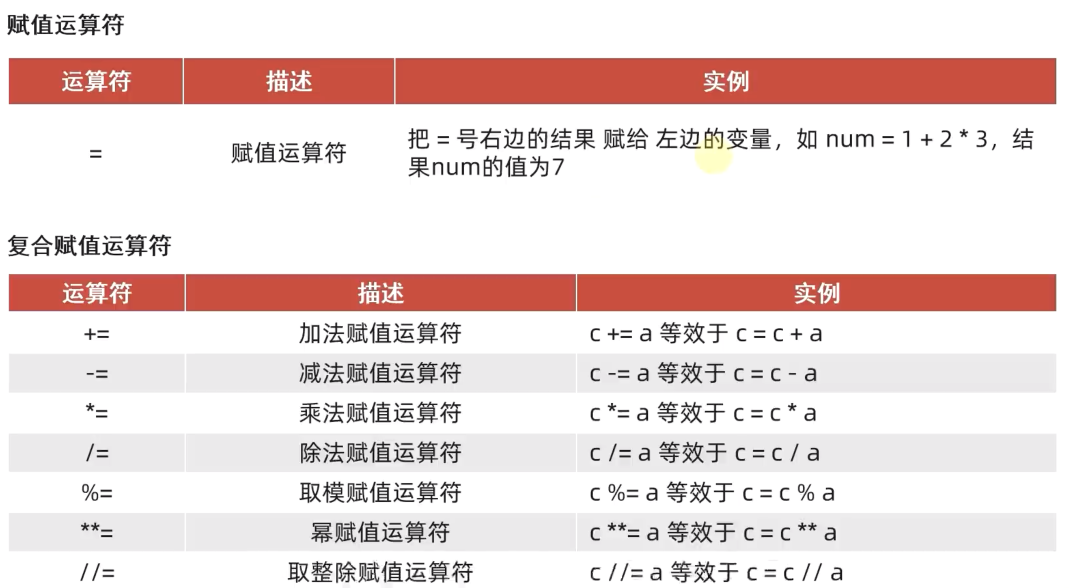 赋值运算符
运算符 描述 实例
= 赋值运算符 把 = 号右边的结果 赋给 左边的变量，如 num = 1 + 2 * 3，结
果num的值为7
复合赋值运算符
运算符 描述 实例
+= 加法赋值运算符 c += a 等效于 c = c + a
-= 减法赋值运算符 c -= a 等效于 c = c - a
*= 乘法赋值运算符 c *= a 等效于 c = c * a
/= 除法赋值运算符 c /= a 等效于 c = c / a
%= 取模赋值运算符 c %= a 等效于 c = c % a
**= 幂赋值运算符 c **= a 等效于 c = c ** a
//= 取整除赋值运算符 c //= a 等效于 c = c // a